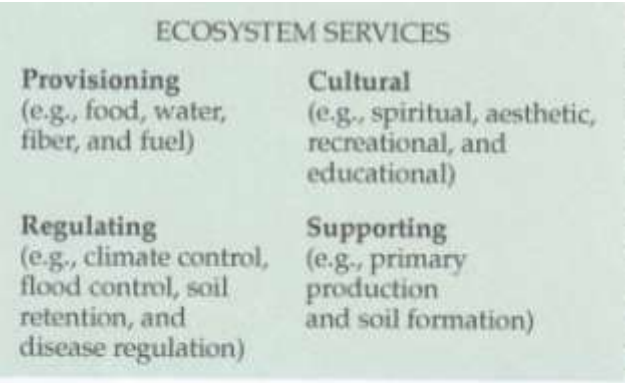 ECOSYSTEM SERVICES
Provisioning
(e.g., food, water,
fiber, and fuel)
Cultural
(e.g., spiritual, aesthetic,
recreational, and
educational)
Regulating
(e.g., climate control,
flood control, soil
retention, and
disease regulation)
Supporting
(e.g., primary
production
and soil formation)